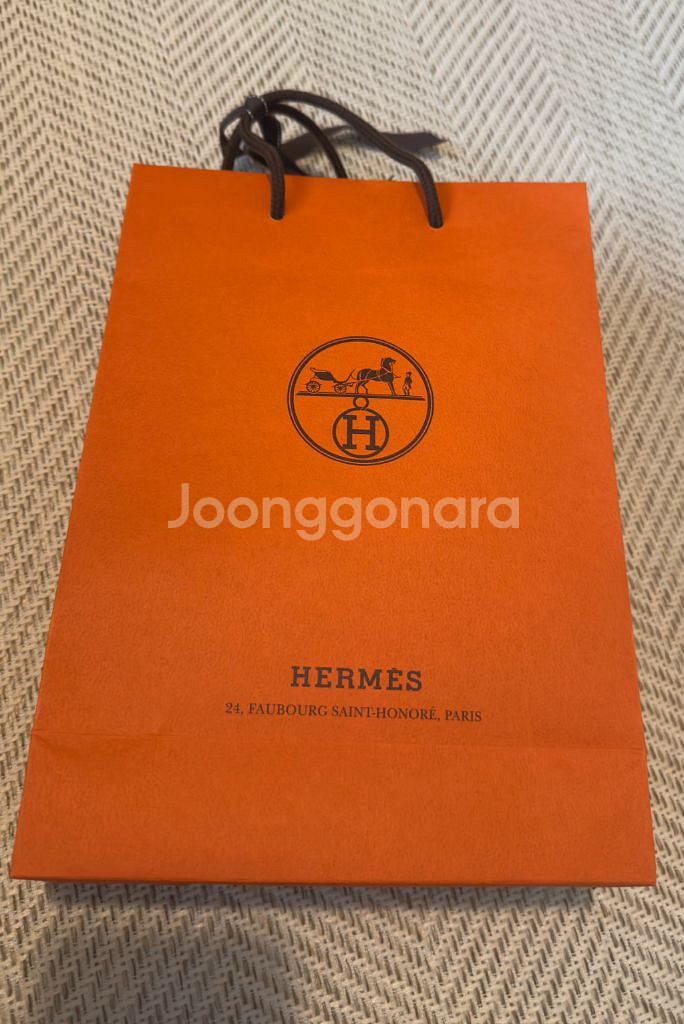 H
Joonggonara
HERMÈS
24, FAUBOURG SAINT-HONORÉ, PARIS